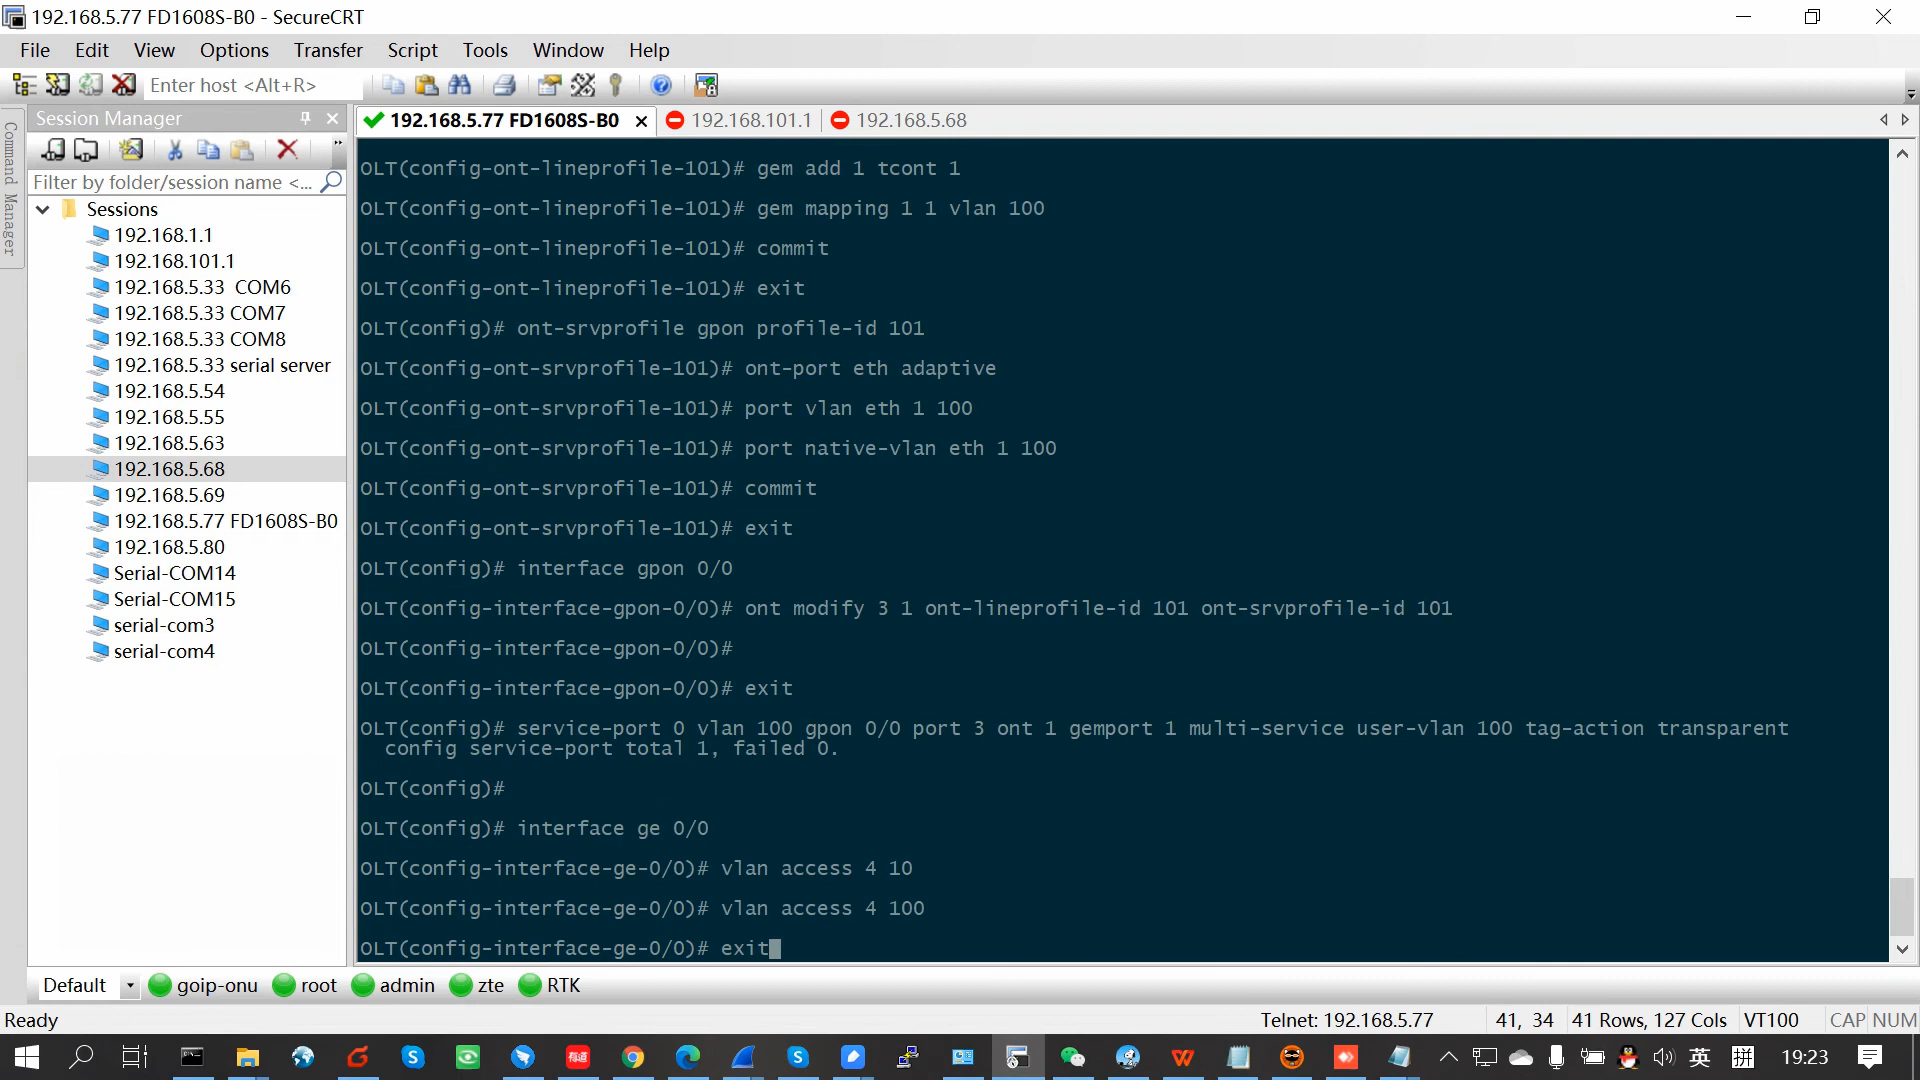 192.168.5.77 FD1608S-B0 - SecureCRT
File Edit View Options Transfer Script Tools Window Help
Enter host <Alt+R>
Session Manager
192.168.5.77 FD1608S-B0
192.168.101.1
192.168.5.68
Command Manager
Filter by folder/session name <...
Sessions
192.168.1.1
192.168.101.1
192.168.5.33  COM6
192.168.5.33 COM7
192.168.5.33 COM8
192.168.5.33 serial server
192.168.5.54
192.168.5.55
192.168.5.63
192.168.5.68
192.168.5.69
192.168.5.77 FD1608S-B0
192.168.5.80
Serial-COM14
Serial-COM15
serial-com3
serial-com4
OLT(config-ont-lineprofile-101)# gem add 1 tcont 1
OLT(config-ont-lineprofile-101)# gem mapping 1 1 vlan 100
OLT(config-ont-lineprofile-101)# commit
OLT(config-ont-lineprofile-101)# exit
OLT(config)# ont-srvprofile gpon profile-id 101
OLT(config-ont-srvprofile-101)# ont-port eth adaptive
OLT(config-ont-srvprofile-101)# port vlan eth 1 100
OLT(config-ont-srvprofile-101)# port native-vlan eth 1 100
OLT(config-ont-srvprofile-101)# commit
OLT(config-ont-srvprofile-101)# exit
OLT(config)# interface gpon 0/0
OLT(config-interface-gpon-0/0)# ont modify 3 1 ont-lineprofile-id 101 ont-srvprofile-id 101
OLT(config-interface-gpon-0/0)#
OLT(config-interface-gpon-0/0)# exit
OLT(config)# service-port 0 vlan 100 gpon 0/0 port 3 ont 1 gemport 1 multi-service user-vlan 100 tag-action transparent
config service-port total 1, failed 0.
OLT(config)#
OLT(config)# interface ge 0/0
OLT(config-interface-ge-0/0)# vlan access 4 10
OLT(config-interface-ge-0/0)# vlan access 4 100
OLT(config-interface-ge-0/0)# exit
Default goip-onu root admin zte RTK
Ready Telnet: 192.168.5.77 41, 34 41 Rows, 127 Cols VT100 CAP NUM
有道 英 拼 19:23